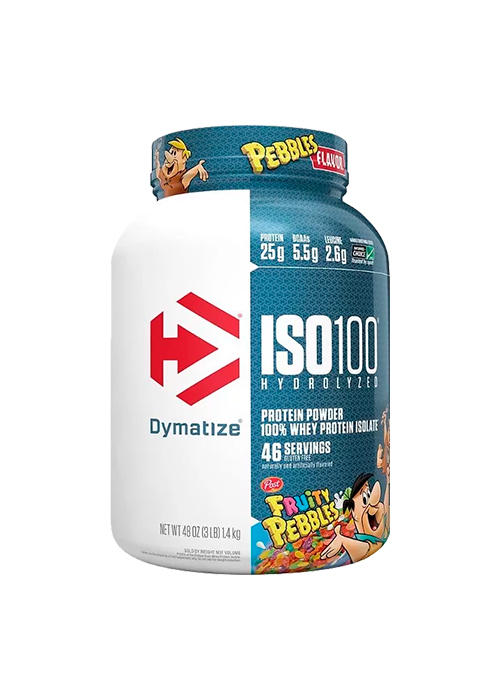 PEBBLES
FLAVOR
PROTEIN
25g
BCAAs
5.5g
LEUCINE
2.6g
INFORMED
CHOICE
ISO100®
HYDROLYZED
PROTEIN POWDER
100% WHEY PROTEIN ISOLATE
46 SERVINGS
GLUTEN FREE
naturally and artificially flavored
Dymatize®
Post
FRUITY
PEBBLES
NET WT 48 OZ (3 LB) 1.4 kg
SOLD BY WEIGHT NOT VOLUME